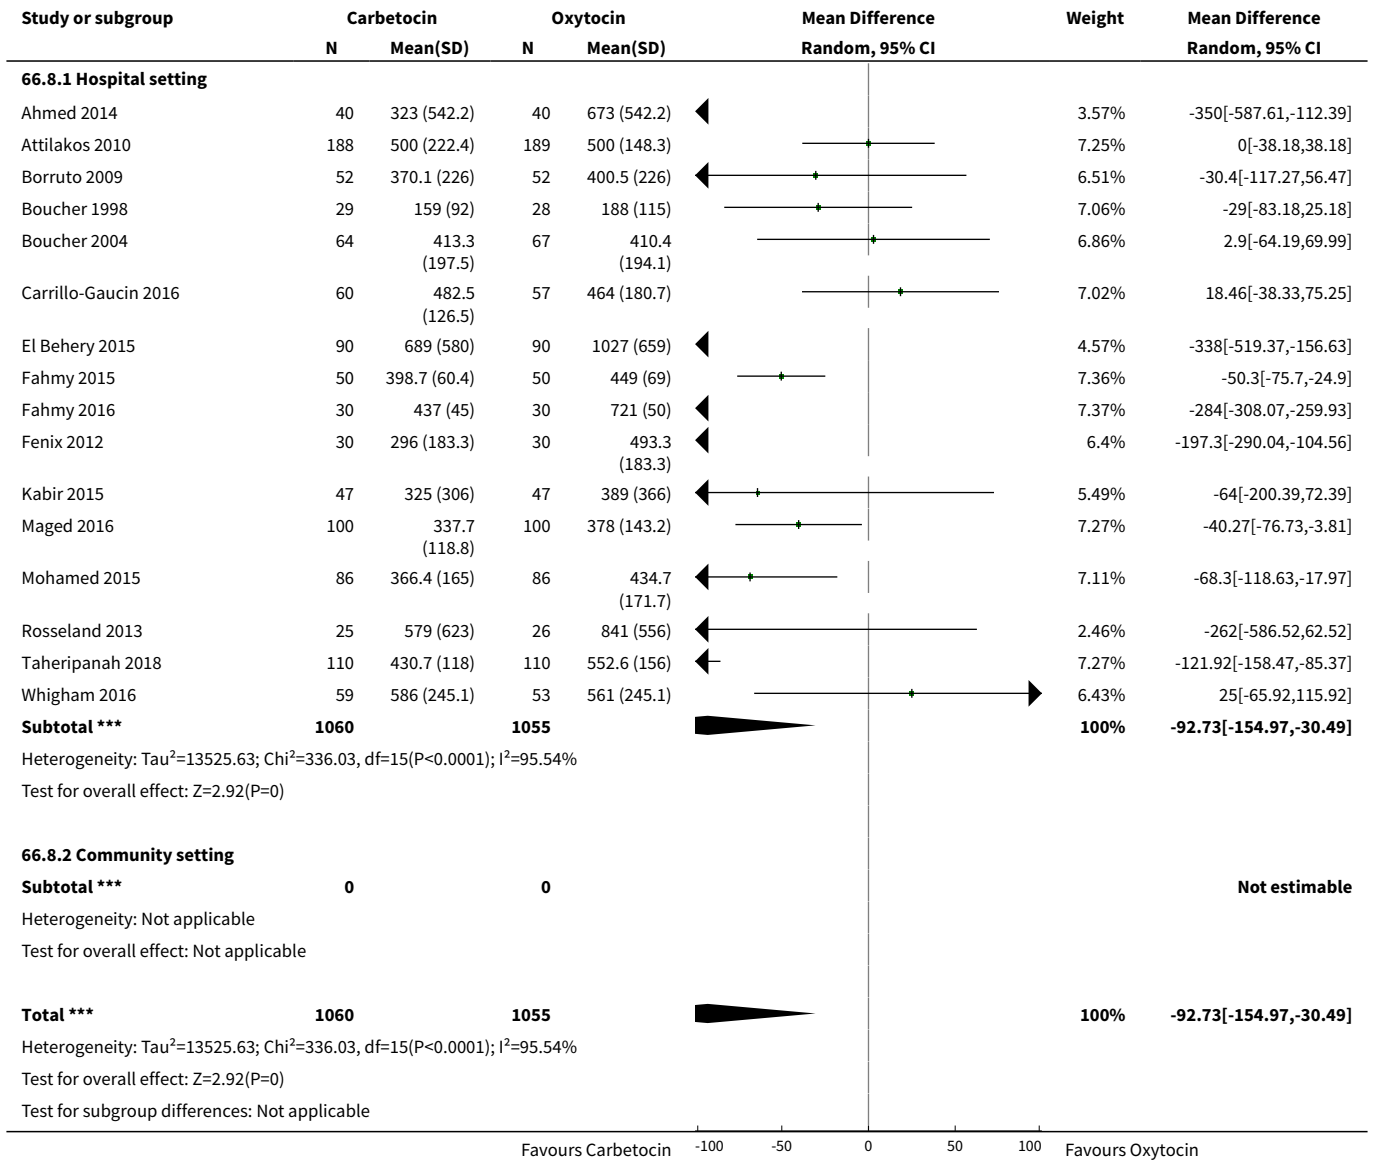 Study or subgroup Carbetocin Oxytocin Mean Difference Weight Mean Difference
N Mean(SD) N Mean(SD) Random, 95% CI Random, 95% CI
66.8.1 Hospital setting
Ahmed 2014 40 323 (542.2) 40 673 (542.2) 3.57% -350[-587.61,-112.39]
Attilakos 2010 188 500 (222.4) 189 500 (148.3) 7.25% 0[-38.18,38.18]
Borruto 2009 52 370.1 (226) 52 400.5 (226) 6.51% -30.4[-117.27,56.47]
Boucher 1998 29 159 (92) 28 188 (115) 7.06% -29[-83.18,25.18]
Boucher 2004 64 413.3 67 410.4 6.86% 2.9[-64.19,69.99]
(197.5) (194.1)
Carrillo-Gaucin 2016 60 482.5 57 464 (180.7) 7.02% 18.46[-38.33,75.25]
(126.5)
El Behery 2015 90 689 (580) 90 1027 (659) 4.57% -338[-519.37,-156.63]
Fahmy 2015 50 398.7 (60.4) 50 449 (69) 7.36% -50.3[-75.7,-24.9]
Fahmy 2016 30 437 (45) 30 721 (50) 7.37% -284[-308.07,-259.93]
Fenix 2012 30 296 (183.3) 30 493.3 6.4% -197.3[-290.04,-104.56]
(183.3)
Kabir 2015 47 325 (306) 47 389 (366) 5.49% -64[-200.39,72.39]
Maged 2016 100 337.7 100 378 (143.2) 7.27% -40.27[-76.73,-3.81]
(118.8)
Mohamed 2015 86 366.4 (165) 86 434.7 7.11% -68.3[-118.63,-17.97]
(171.7)
Rosseland 2013 25 579 (623) 26 841 (556) 2.46% -262[-586.52,62.52]
Taheripanah 2018 110 430.7 (118) 110 552.6 (156) 7.27% -121.92[-158.47,-85.37]
Whigham 2016 59 586 (245.1) 53 561 (245.1) 6.43% 25[-65.92,115.92]
Subtotal *** 1060 1055 100% -92.73[-154.97,-30.49]
Heterogeneity: Tau²=13525.63; Chi²=336.03, df=15(P<0.0001); I²=95.54%
Test for overall effect: Z=2.92(P=0)
66.8.2 Community setting
Subtotal *** 0 0 Not estimable
Heterogeneity: Not applicable
Test for overall effect: Not applicable
Total *** 1060 1055 100% -92.73[-154.97,-30.49]
Heterogeneity: Tau²=13525.63; Chi²=336.03, df=15(P<0.0001); I²=95.54%
Test for overall effect: Z=2.92(P=0)
Test for subgroup differences: Not applicable
Favours Carbetocin -100 -50 0 50 100 Favours Oxytocin